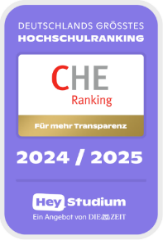 DEUTSCHLANDS GRÖSSTES
HOCHSCHULRANKING
CHE
Ranking
Für mehr Transparenz
2024 / 2025
Hey Studium
Ein Angebot von DIE ZEIT